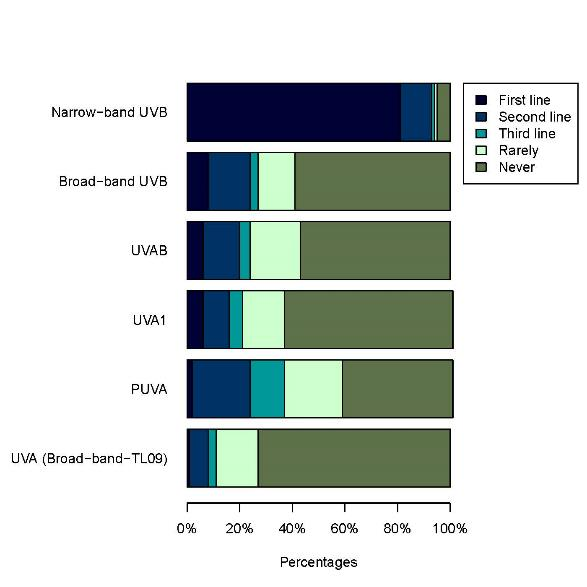 Narrow-band UVB
Broad-band UVB
UVAB
UVA1
PUVA
UVA (Broad-band-TL09)
0% 20% 40% 60% 80% 100%
Percentages
First line
Second line
Third line
Rarely
Never